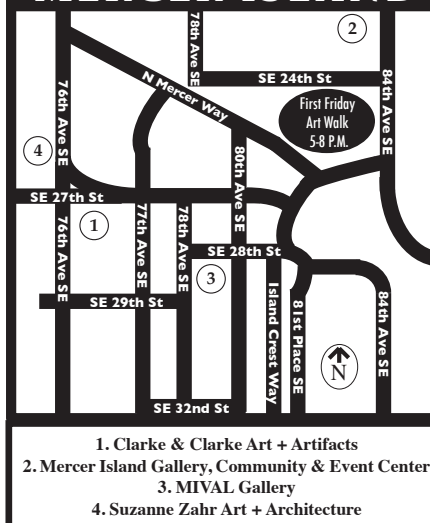 MERCER ISLAND
78th Ave SE
2
SE 24th St
N Mercer Way
First Friday
Art Walk
5-8 P.M.
76th Ave SE
84th Ave SE
4
80th Ave SE
SE 27th St
1
76th Ave SE
77th Ave SE
78th Ave SE
SE 28th St
3
SE 29th St
Island Crest Way
81st Place SE
84th Ave SE
N
SE 32nd St
1. Clarke & Clarke Art + Artifacts
2. Mercer Island Gallery, Community & Event Center
3. MIVAL Gallery
4. Suzanne Zahr Art + Architecture